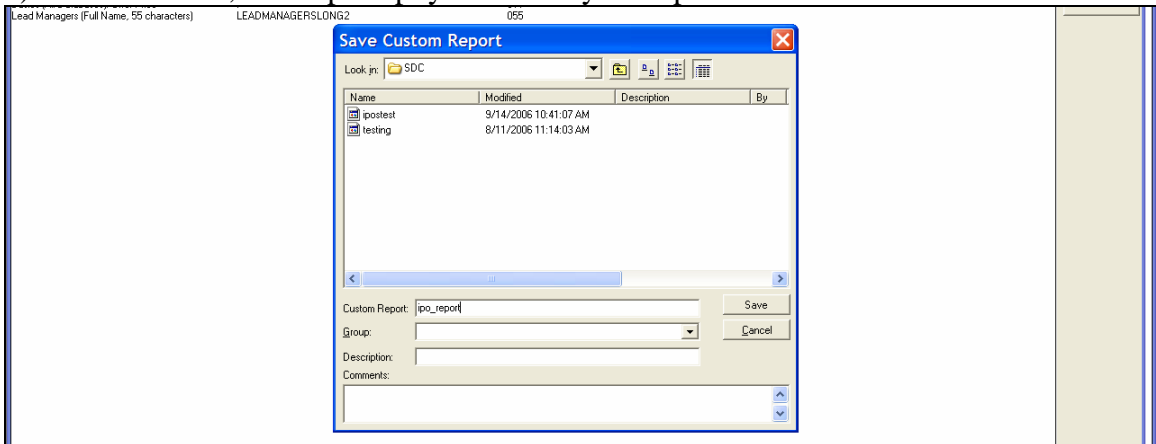 Lead Managers (Full Name, 55 characters) LEADMANAGERSLONG2 055
Save Custom Report
Look in: SDC
Name Modified Description By
ipostest 9/14/2006 10:41:07 AM
testing 8/11/2006 11:14:03 AM
Custom Report: ipo_report Save
Group: Cancel
Description:
Comments: